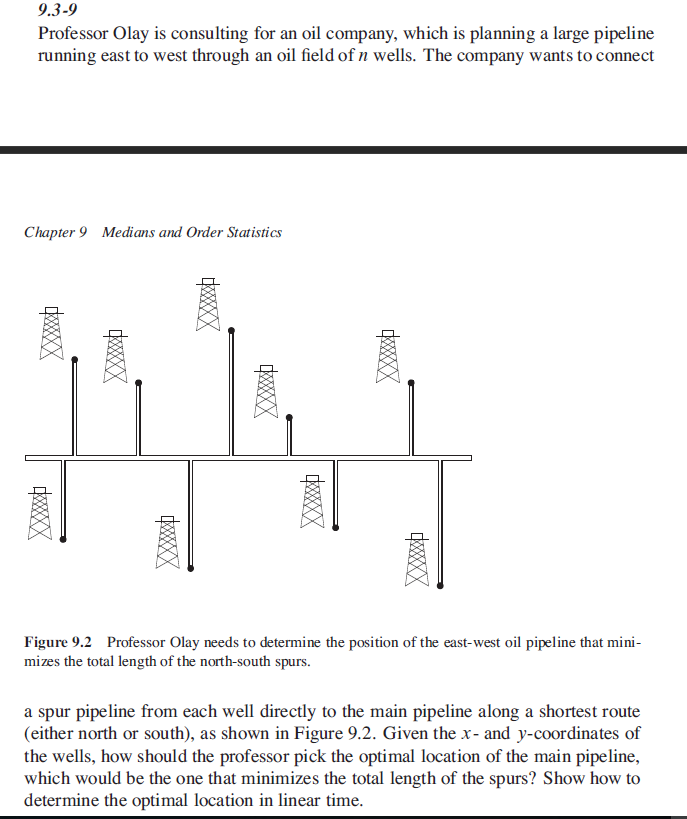 9.3-9
Professor Olay is consulting for an oil company, which is planning a large pipeline
running east to west through an oil field of n wells. The company wants to connect
Chapter 9 Medians and Order Statistics
Figure 9.2 Professor Olay needs to determine the position of the east-west oil pipeline that mini-
mizes the total length of the north-south spurs.
a spur pipeline from each well directly to the main pipeline along a shortest route
(either north or south), as shown in Figure 9.2. Given the x- and y-coordinates of
the wells, how should the professor pick the optimal location of the main pipeline,
which would be the one that minimizes the total length of the spurs? Show how to
determine the optimal location in linear time.